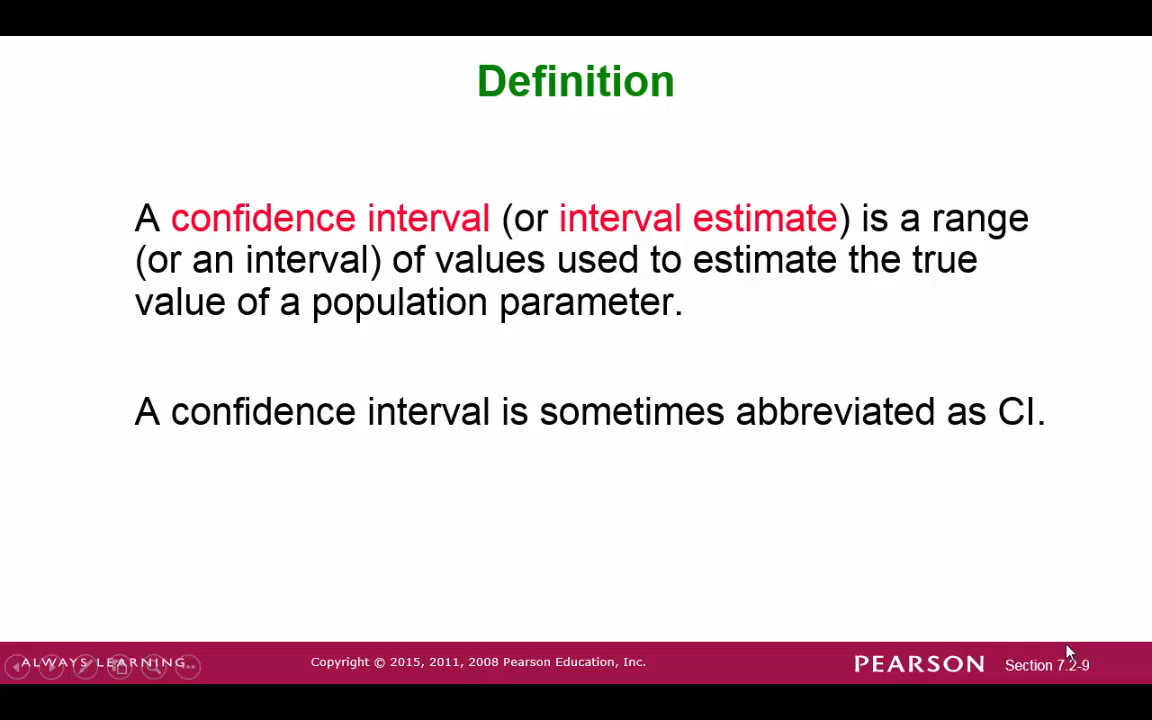 Definition
A confidence interval (or interval estimate) is a range
(or an interval) of values used to estimate the true
value of a population parameter.
A confidence interval is sometimes abbreviated as CI.
ALWAYS LEARNING
Copyright © 2015, 2011, 2008 Pearson Education, Inc.
PEARSON
Section 7.2-9